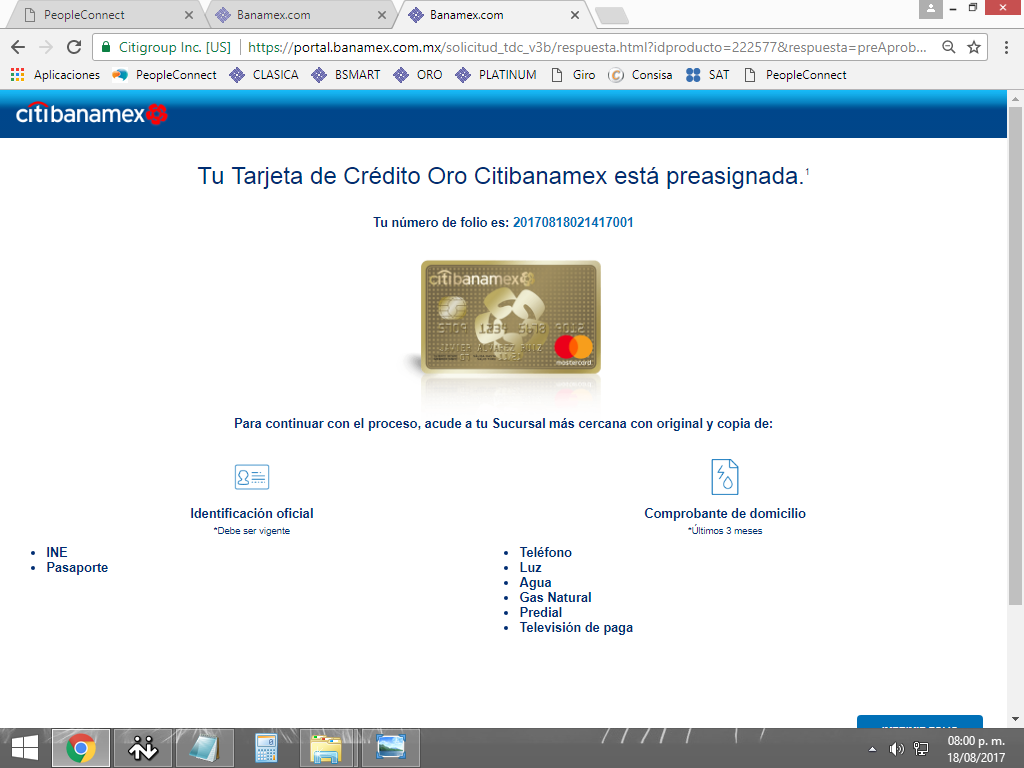 PeopleConnect
Banamex.com
Banamex.com
Citigroup Inc. [US] https://portal.banamex.com.mx/solicitud_tdc_v3b/respuesta.html?idproducto=222577&respuesta=preAprob...
Aplicaciones PeopleConnect CLASICA BSMART ORO PLATINUM Giro Consisa SAT PeopleConnect
citibanamex
Tu Tarjeta de Crédito Oro Citibanamex está preasignada.1
Tu número de folio es: 20170818021417001
citibanamex
5709 1234 5678 9012
JAVIER ALVAREZ RUIZ
mastercard
Para continuar con el proceso, acude a tu Sucursal más cercana con original y copia de:
Identificación oficial
*Debe ser vigente
• INE
• Pasaporte
Comprobante de domicilio
*Últimos 3 meses
• Teléfono
• Luz
• Agua
• Gas Natural
• Predial
• Televisión de paga
08:00 p. m.
18/08/2017